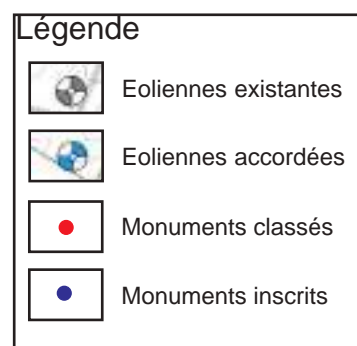 Légende
Eoliennes existantes
Eoliennes accordées
Monuments classés
Monuments inscrits